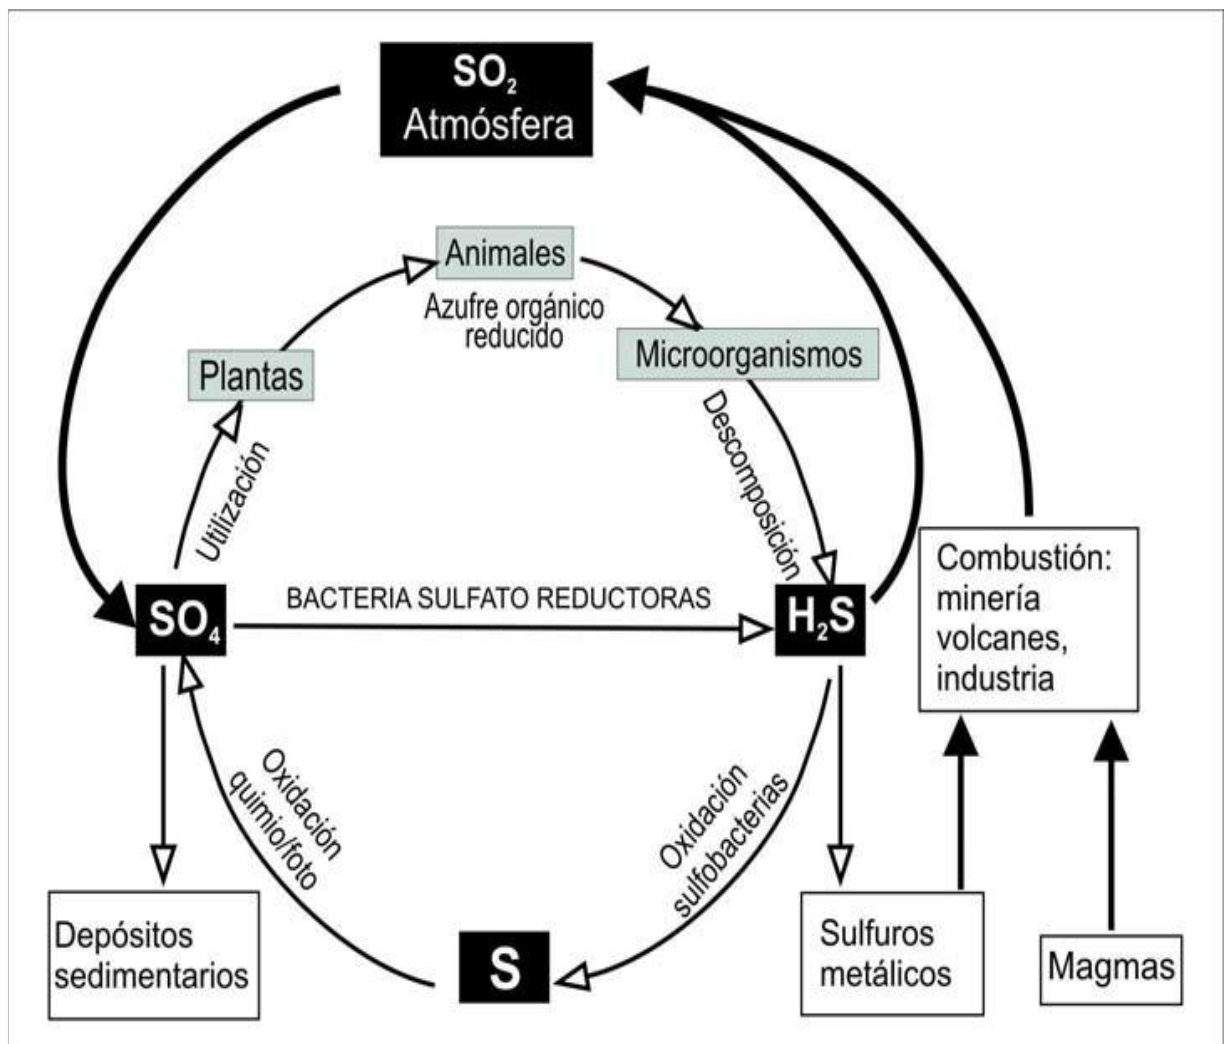 SO₂
Atmósfera
Animales
Azufre orgánico
reducido
Plantas
Microorganismos
Utilización
Descomposición
SO₄
BACTERIA SULFATO REDUCTORAS
H₂S
Combustión:
minería
volcanes,
industria
Oxidación
quimio/foto
Oxidación
sulfobacterias
Depósitos
sedimentarios
S
Sulfuros
metálicos
Magmas